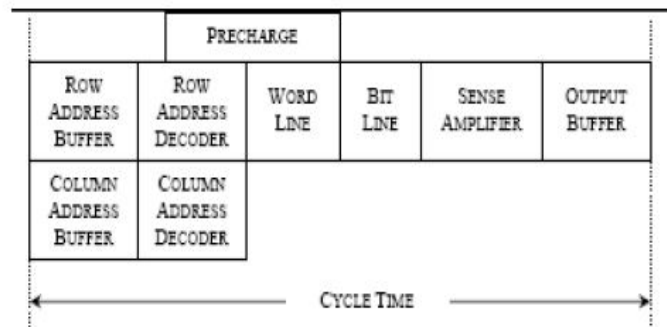 PRECHARGE
ROW
ADDRESS
BUFFER
ROW
ADDRESS
DECODER
WORD
LINE
BIT
LINE
SENSE
AMPLIFIER
OUTPUT
BUFFER
COLUMN
ADDRESS
BUFFER
COLUMN
ADDRESS
DECODER
CYCLE TIME